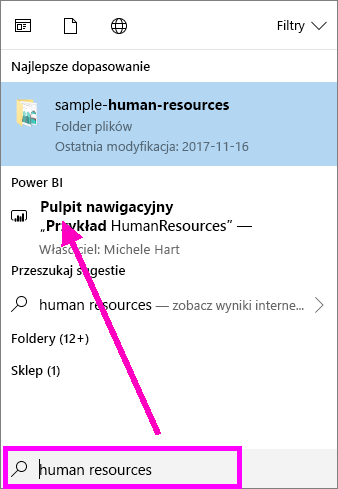 Filtry
Najlepsze dopasowanie
sample-human-resources
Folder plików
Ostatnia modyfikacja: 2017-11-16
Power BI
Pulpit nawigacyjny
„Przykład HumanResources” —
Właściciel: Michele Hart
Przeszukaj sugestie
human resources — zobacz wyniki interne...
Foldery (12+)
Sklep (1)
human resources